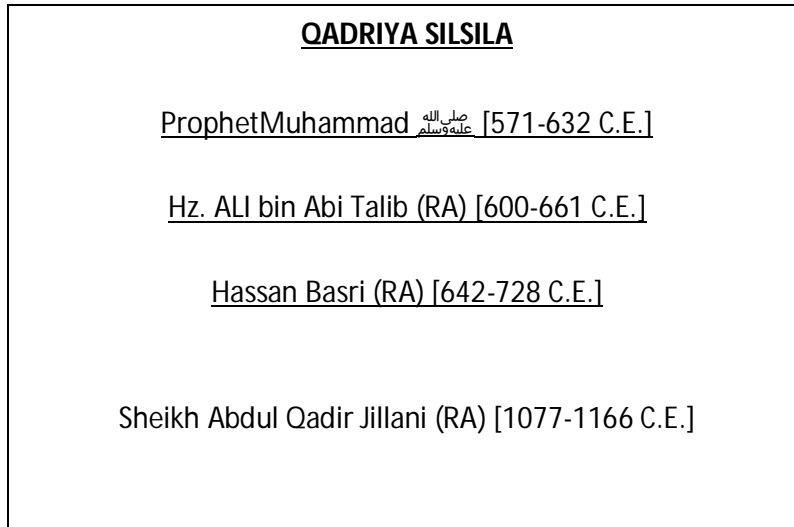 QADRIYA SILSILA
ProphetMuhammad ﷺ [571-632 C.E.]
Hz. ALI bin Abi Talib (RA) [600-661 C.E.]
Hassan Basri (RA) [642-728 C.E.]
Sheikh Abdul Qadir Jillani (RA) [1077-1166 C.E.]